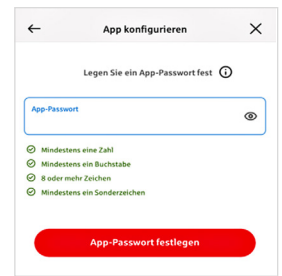 App konfigurieren
Legen Sie ein App-Passwort fest
App-Passwort
Mindestens eine Zahl
Mindestens ein Buchstabe
8 oder mehr Zeichen
Mindestens ein Sonderzeichen
App-Passwort festlegen